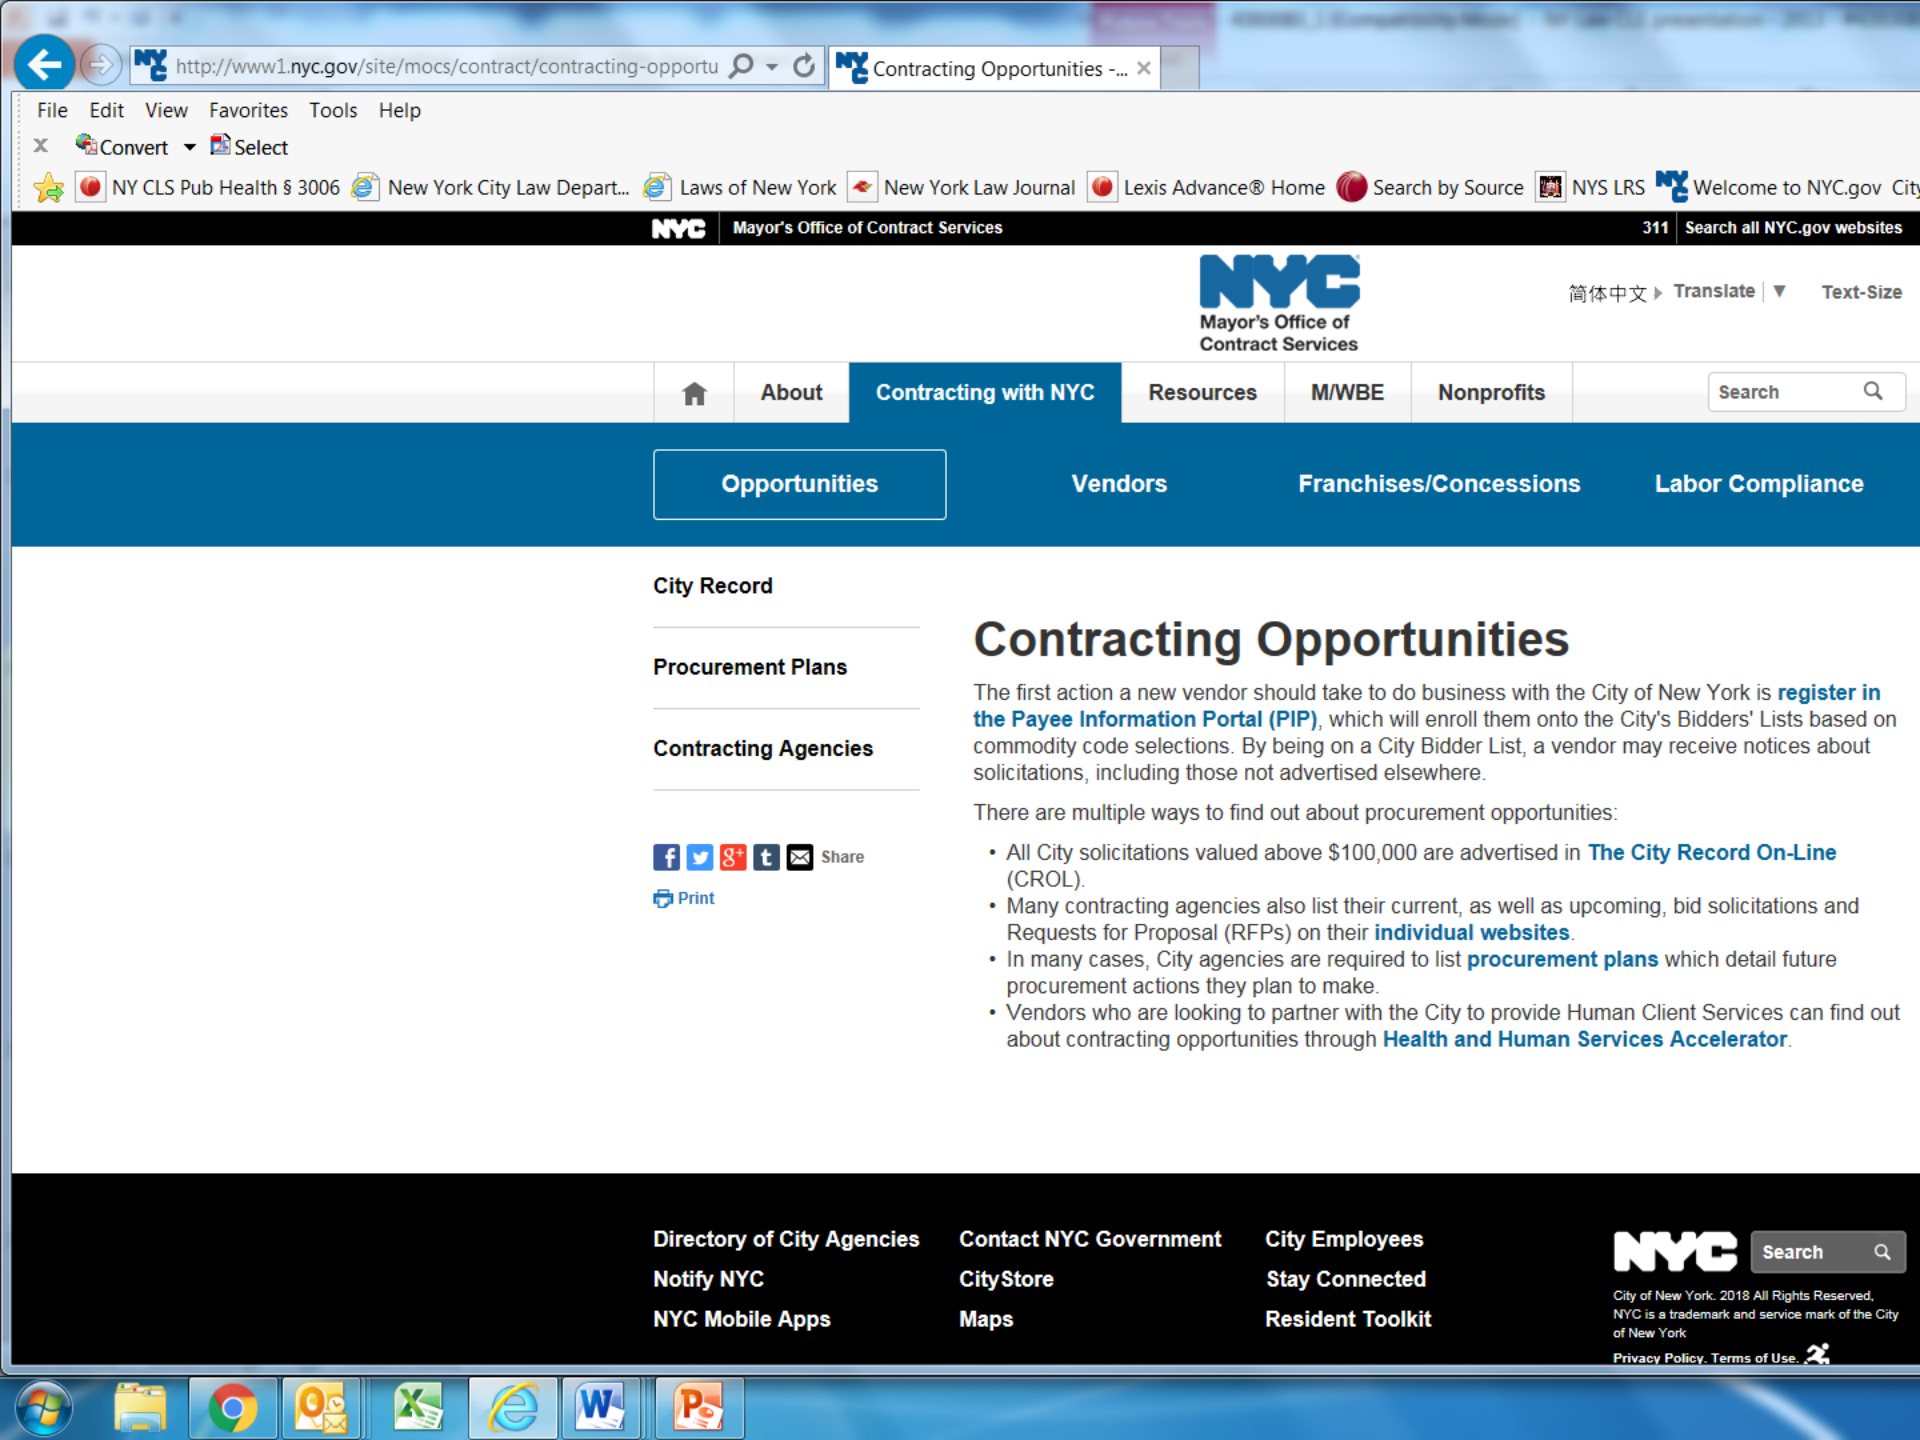 http://www1.nyc.gov/site/mocs/contract/contracting-opportu
Contracting Opportunities -...
File Edit View Favorites Tools Help
x Convert Select
NY CLS Pub Health § 3006 New York City Law Depart... Laws of New York New York Law Journal Lexis Advance® Home Search by Source NYS LRS Welcome to NYC.gov City
NYC Mayor's Office of Contract Services 311 Search all NYC.gov websites
NYC
Mayor's Office of
Contract Services
简体中文 Translate ▼ Text-Size
About Contracting with NYC Resources M/WBE Nonprofits Search
Opportunities Vendors Franchises/Concessions Labor Compliance
City Record
Procurement Plans
Contracting Agencies
Share
Print
Contracting Opportunities
The first action a new vendor should take to do business with the City of New York is register in
the Payee Information Portal (PIP), which will enroll them onto the City's Bidders' Lists based on
commodity code selections. By being on a City Bidder List, a vendor may receive notices about
solicitations, including those not advertised elsewhere.
There are multiple ways to find out about procurement opportunities:
• All City solicitations valued above $100,000 are advertised in The City Record On-Line
(CROL).
• Many contracting agencies also list their current, as well as upcoming, bid solicitations and
Requests for Proposal (RFPs) on their individual websites.
• In many cases, City agencies are required to list procurement plans which detail future
procurement actions they plan to make.
• Vendors who are looking to partner with the City to provide Human Client Services can find out
about contracting opportunities through Health and Human Services Accelerator.
Directory of City Agencies Contact NYC Government City Employees
Notify NYC CityStore Stay Connected
NYC Mobile Apps Maps Resident Toolkit
NYC Search
City of New York. 2018 All Rights Reserved,
NYC is a trademark and service mark of the City
of New York
Privacy Policy. Terms of Use.